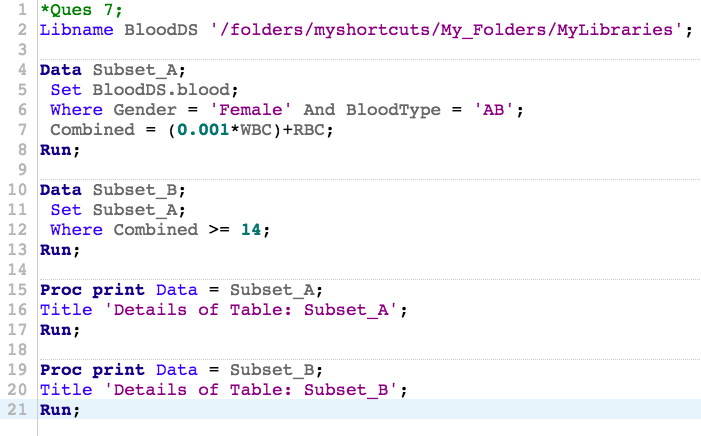 1 *Ques 7;
2 Libname BloodDS '/folders/myshortcuts/My_Folders/MyLibraries';
3
4 Data Subset_A;
5 Set BloodDS.blood;
6 Where Gender = 'Female' And BloodType = 'AB';
7 Combined = (0.001*WBC)+RBC;
8 Run;
9
10 Data Subset_B;
11 Set Subset_A;
12 Where Combined >= 14;
13 Run;
14
15 Proc print Data = Subset_A;
16 Title 'Details of Table: Subset_A';
17 Run;
18
19 Proc print Data = Subset_B;
20 Title 'Details of Table: Subset_B';
21 Run;